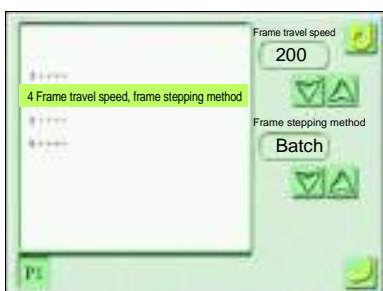 Frame travel speed
200
4 Frame travel speed, frame stepping method
Frame stepping method
Batch
P1